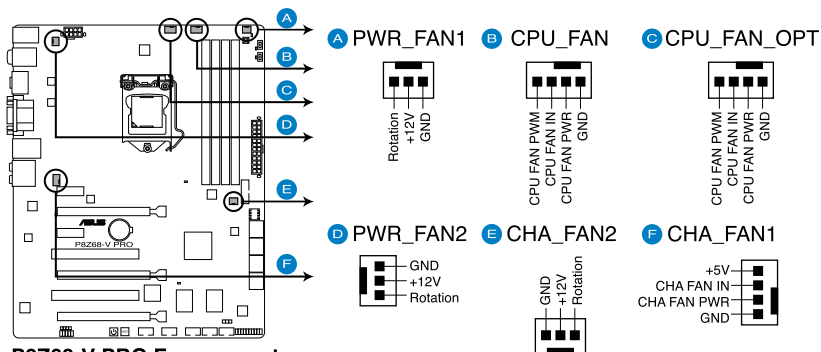 A
B
C
D
E
F
A PWR_FAN1
Rotation
+12V
GND
B CPU_FAN
CPU FAN PWM
CPU FAN IN
CPU FAN PWR
GND
C CPU_FAN_OPT
CPU FAN PWM
CPU FAN IN
CPU FAN PWR
GND
D PWR_FAN2
GND
+12V
Rotation
E CHA_FAN2
GND
+12V
Rotation
F CHA_FAN1
+5V
CHA FAN IN
CHA FAN PWR
GND
ASUS
P8Z68-V PRO